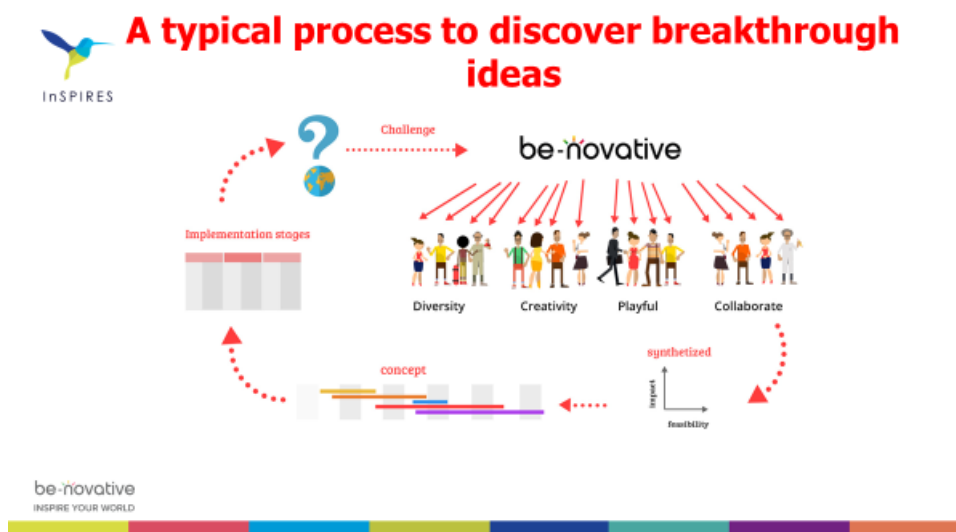 A typical process to discover breakthrough
ideas
InSPIRES
Challenge
be-novative
Implementation stages
Diversity
Creativity
Playful
Collaborate
synthetized
impact
feasibility
concept
be-novative
INSPIRE YOUR WORLD